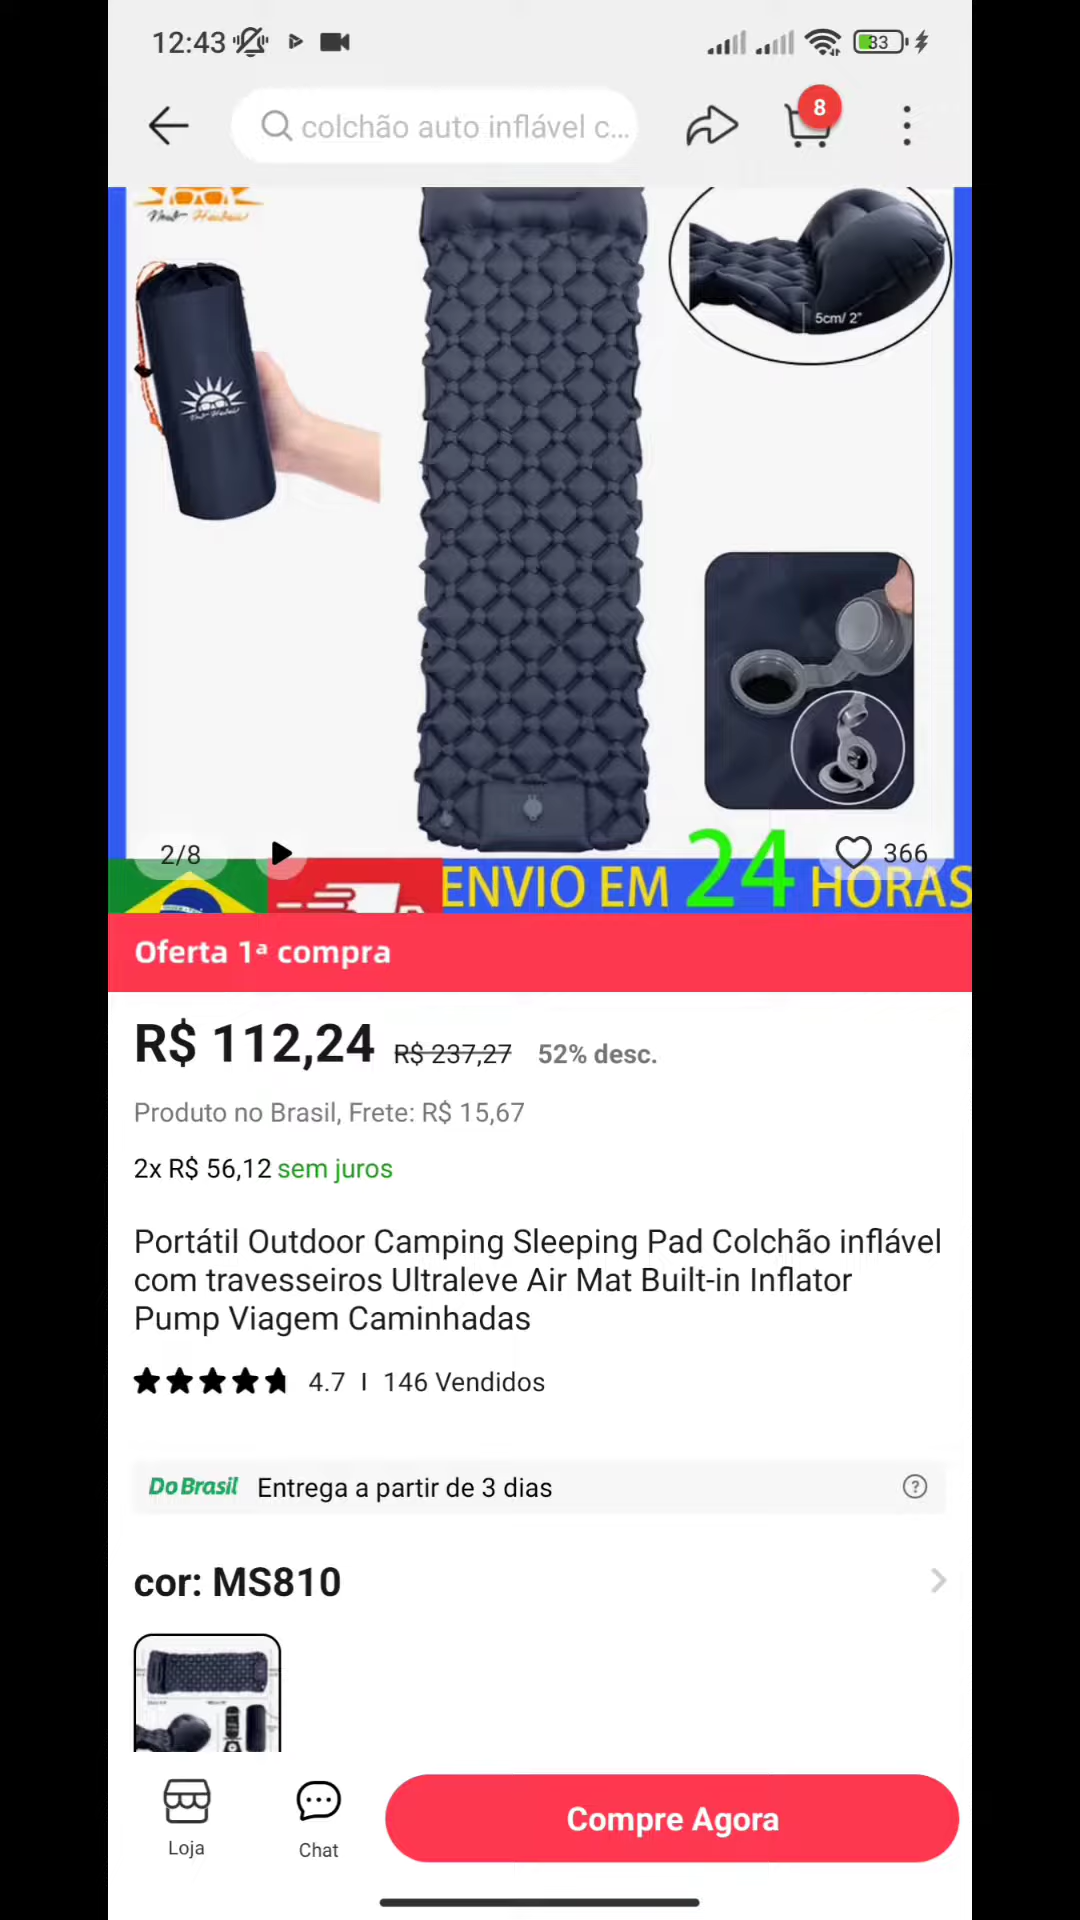 12:43
33
colchão auto inflável c...
8
5cm/ 2"
2/8
366
ENVIO EM 24 HORAS
Oferta 1ª compra
R$ 112,24 R$ 237,27 52% desc.
Produto no Brasil, Frete: R$ 15,67
2x R$ 56,12 sem juros
Portátil Outdoor Camping Sleeping Pad Colchão inflável
com travesseiros Ultraleve Air Mat Built-in Inflator
Pump Viagem Caminhadas
4.7 | 146 Vendidos
Do Brasil Entrega a partir de 3 dias
cor: MS810
Loja
Chat
Compre Agora